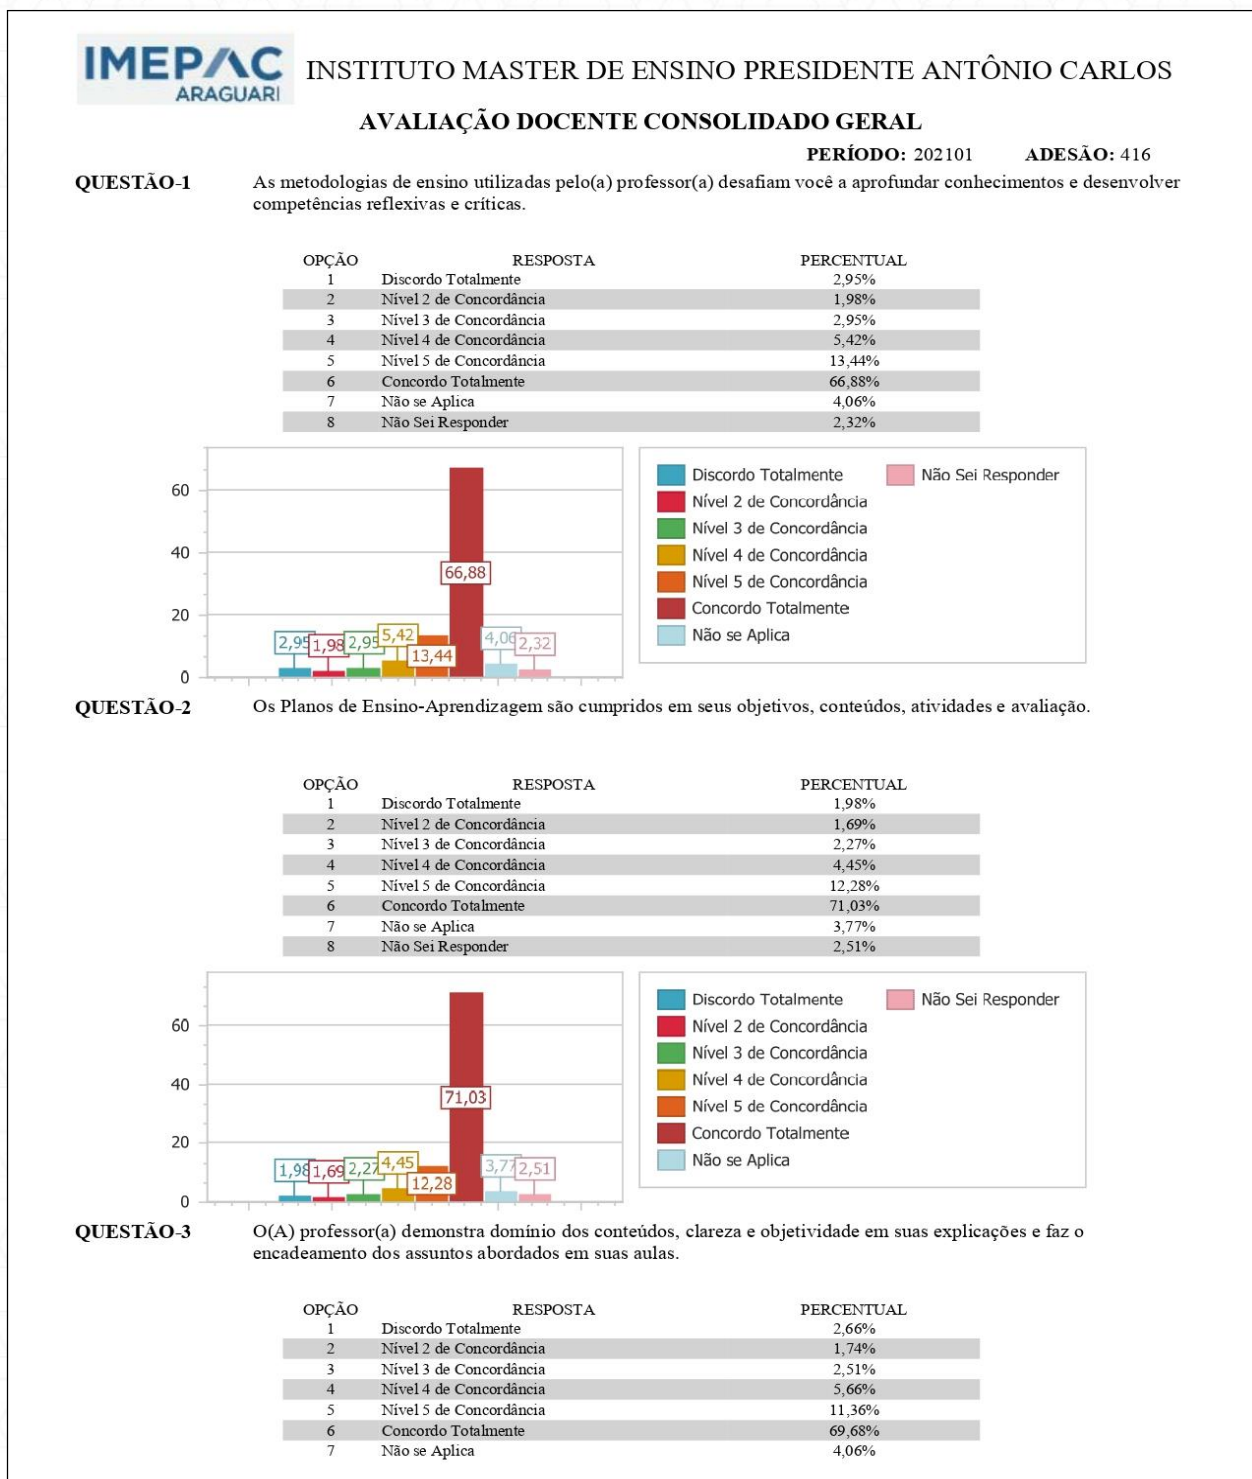 IMEPAC
ARAGUARI
INSTITUTO MASTER DE ENSINO PRESIDENTE ANTÔNIO CARLOS
AVALIAÇÃO DOCENTE CONSOLIDADO GERAL
PERÍODO: 202101 ADESÃO: 416
QUESTÃO-1 As metodologias de ensino utilizadas pelo(a) professor(a) desafiam você a aprofundar conhecimentos e desenvolver
competências reflexivas e críticas.
OPÇÃO RESPOSTA PERCENTUAL
1 Discordo Totalmente 2,95%
2 Nível 2 de Concordância 1,98%
3 Nível 3 de Concordância 2,95%
4 Nível 4 de Concordância 5,42%
5 Nível 5 de Concordância 13,44%
6 Concordo Totalmente 66,88%
7 Não se Aplica 4,06%
8 Não Sei Responder 2,32%
60
40
20
0
2,95 1,98 2,95 5,42 13,44 66,88 4,06 2,32
Discordo Totalmente Não Sei Responder
Nível 2 de Concordância
Nível 3 de Concordância
Nível 4 de Concordância
Nível 5 de Concordância
Concordo Totalmente
Não se Aplica
QUESTÃO-2 Os Planos de Ensino-Aprendizagem são cumpridos em seus objetivos, conteúdos, atividades e avaliação.
OPÇÃO RESPOSTA PERCENTUAL
1 Discordo Totalmente 1,98%
2 Nível 2 de Concordância 1,69%
3 Nível 3 de Concordância 2,27%
4 Nível 4 de Concordância 4,45%
5 Nível 5 de Concordância 12,28%
6 Concordo Totalmente 71,03%
7 Não se Aplica 3,77%
8 Não Sei Responder 2,51%
60
40
20
0
1,98 1,69 2,27 4,45 12,28 71,03 3,77 2,51
Discordo Totalmente Não Sei Responder
Nível 2 de Concordância
Nível 3 de Concordância
Nível 4 de Concordância
Nível 5 de Concordância
Concordo Totalmente
Não se Aplica
QUESTÃO-3 O(A) professor(a) demonstra domínio dos conteúdos, clareza e objetividade em suas explicações e faz o
encadeamento dos assuntos abordados em suas aulas.
OPÇÃO RESPOSTA PERCENTUAL
1 Discordo Totalmente 2,66%
2 Nível 2 de Concordância 1,74%
3 Nível 3 de Concordância 2,51%
4 Nível 4 de Concordância 5,66%
5 Nível 5 de Concordância 11,36%
6 Concordo Totalmente 69,68%
7 Não se Aplica 4,06%